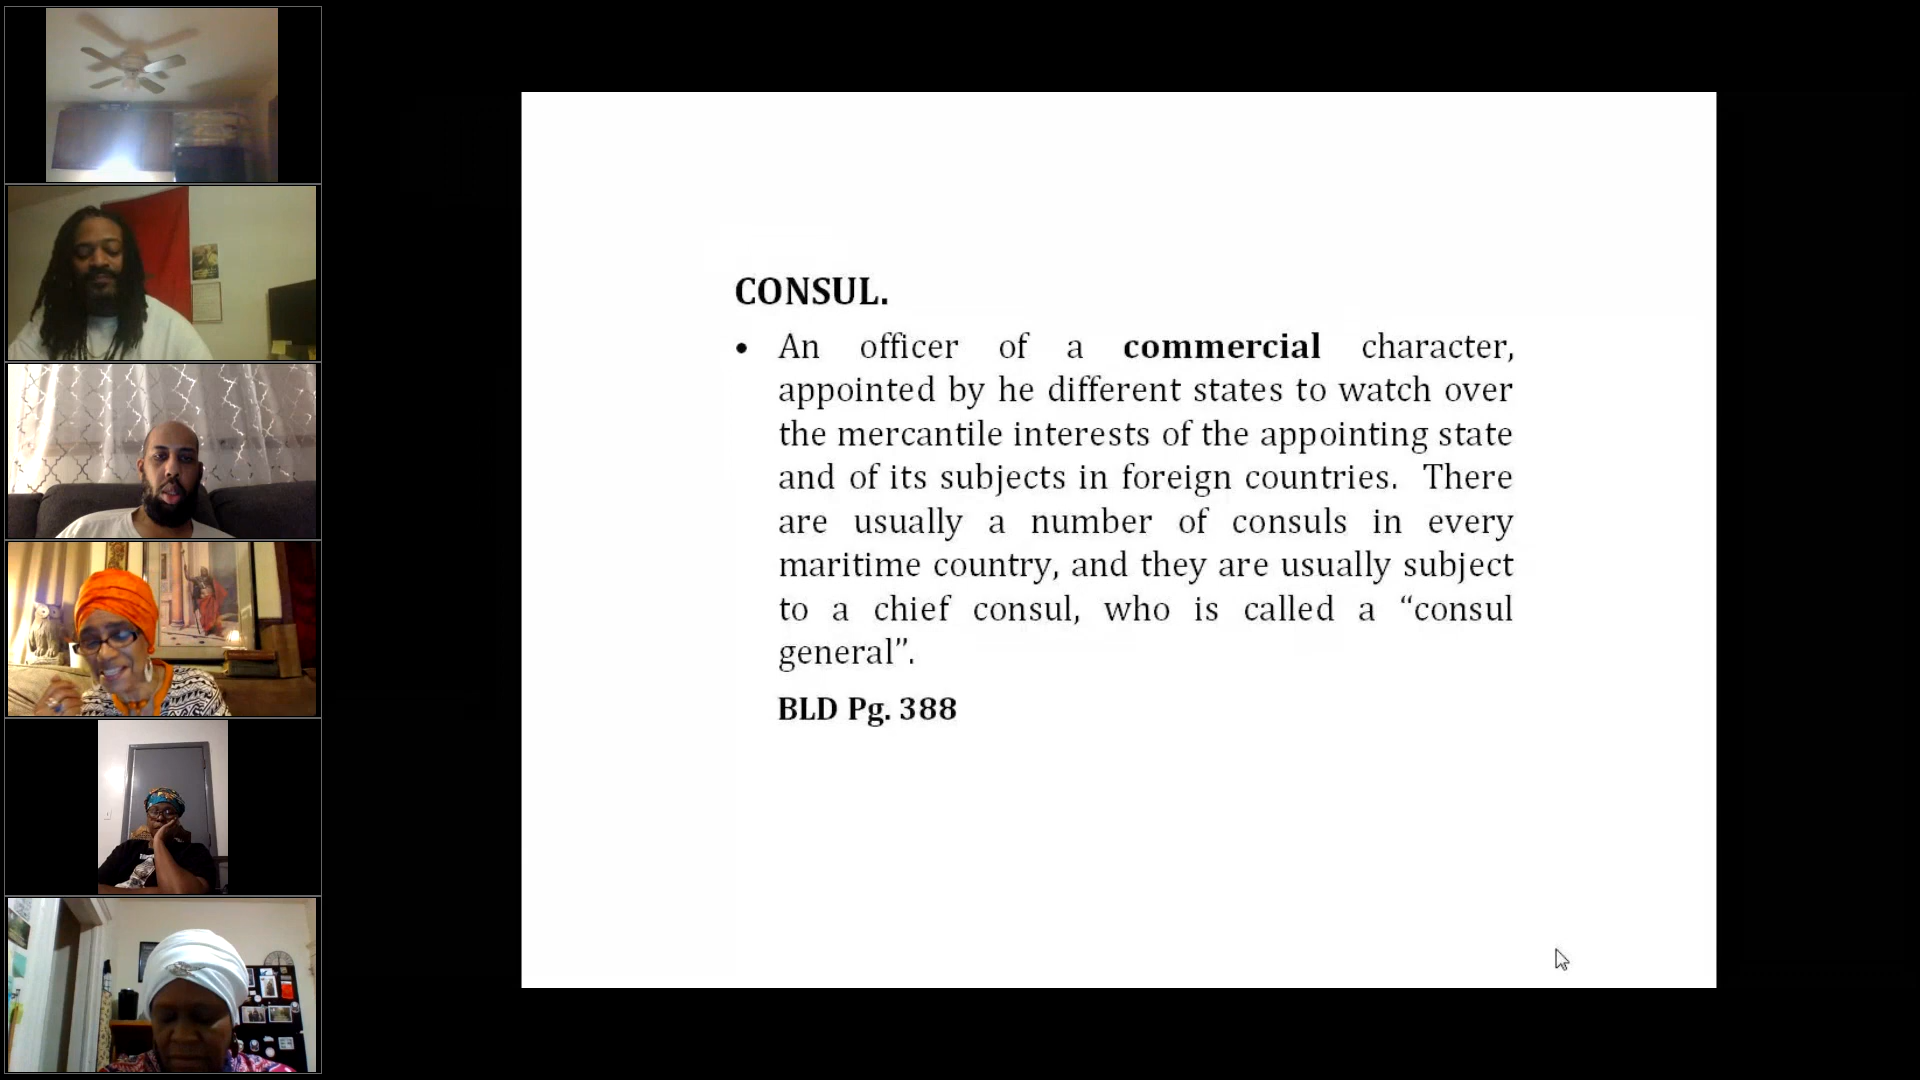 CONSUL.
• An officer of a commercial character,
appointed by he different states to watch over
the mercantile interests of the appointing state
and of its subjects in foreign countries. There
are usually a number of consuls in every
maritime country, and they are usually subject
to a chief consul, who is called a “consul
general”.
BLD Pg. 388